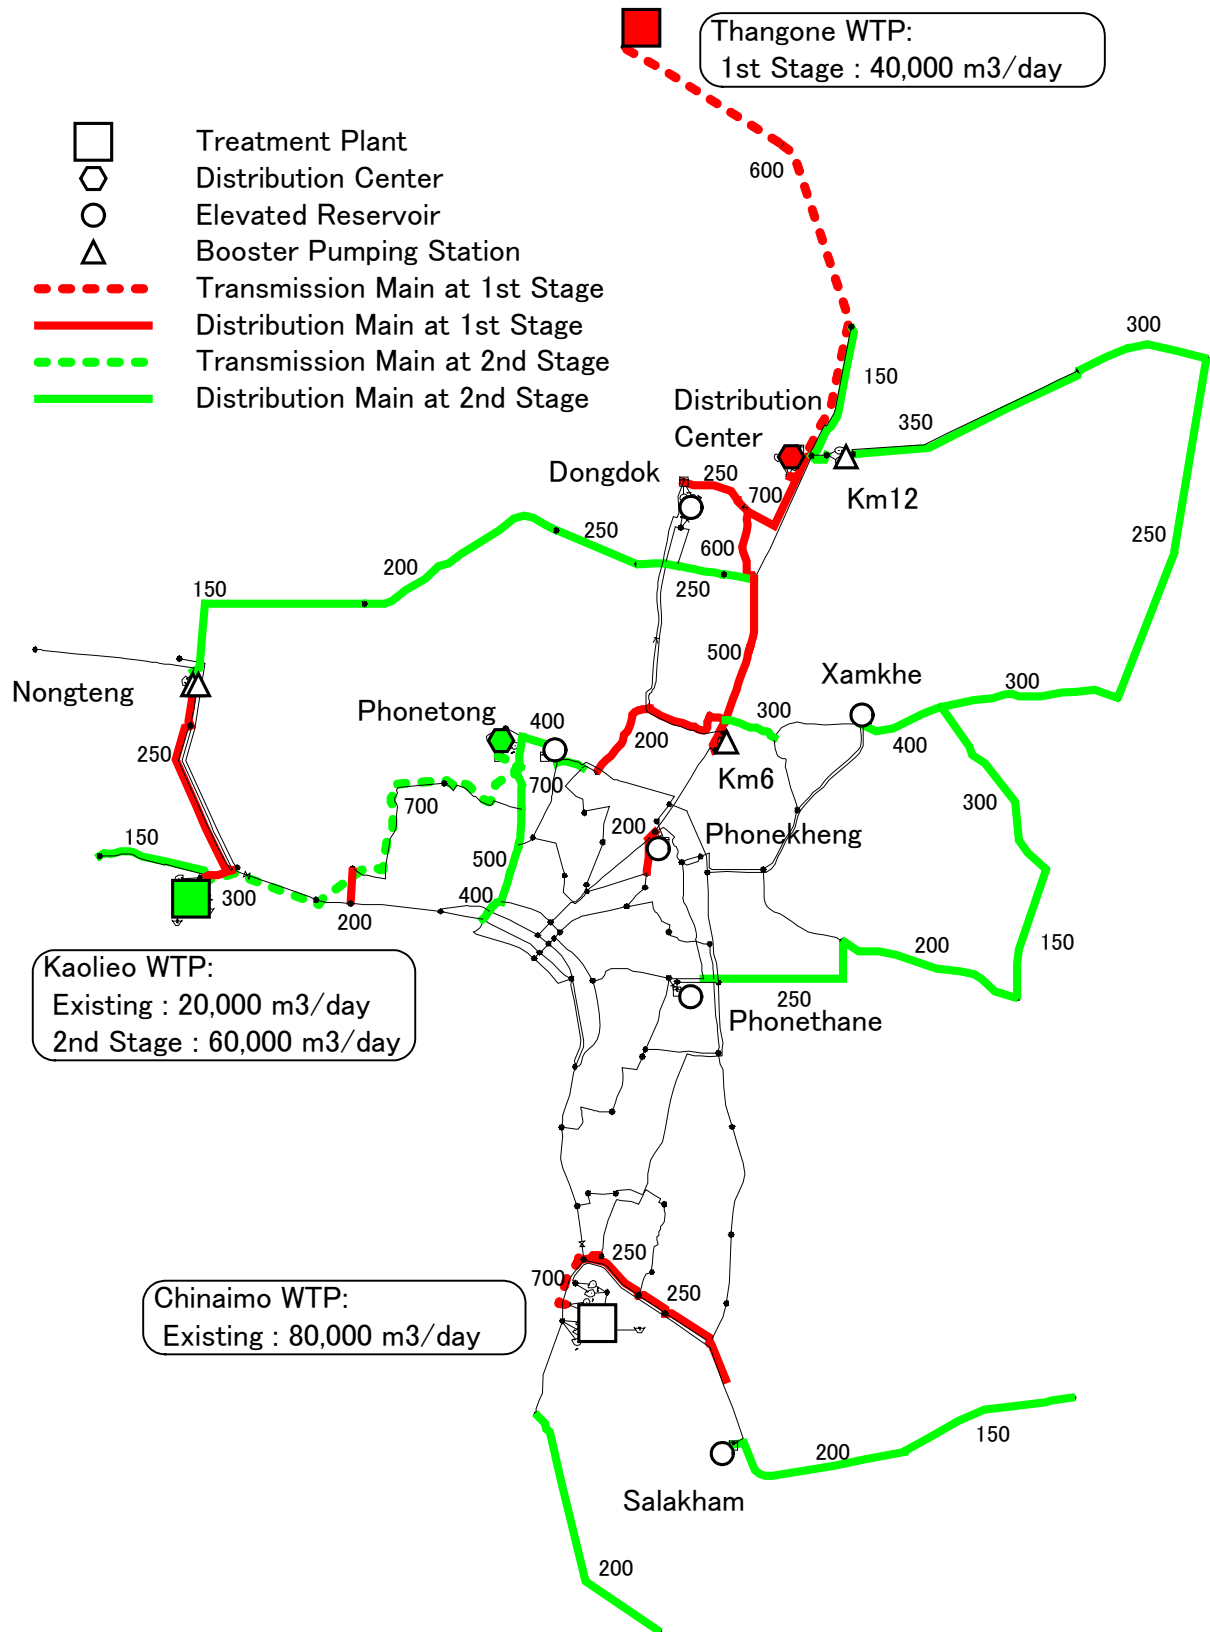 Thangone WTP:
1st Stage : 40,000 m3/day
Treatment Plant
Distribution Center
Elevated Reservoir
Booster Pumping Station
Transmission Main at 1st Stage
Distribution Main at 1st Stage
Transmission Main at 2nd Stage
Distribution Main at 2nd Stage
600
300
150
Distribution
Center
350
Dongdok
250
700
Km12
250
600
250
200
250
150
500
Xamkhe
Nongteng
300
Phonetong
400
300
200
400
250
Km6
700
700
300
200
Phonekheng
150
500
300
400
200
200
150
Kaolieo WTP:
Existing : 20,000 m3/day
2nd Stage : 60,000 m3/day
250
Phonethane
250
700
250
Chinaimo WTP:
Existing : 80,000 m3/day
150
200
Salakham
200